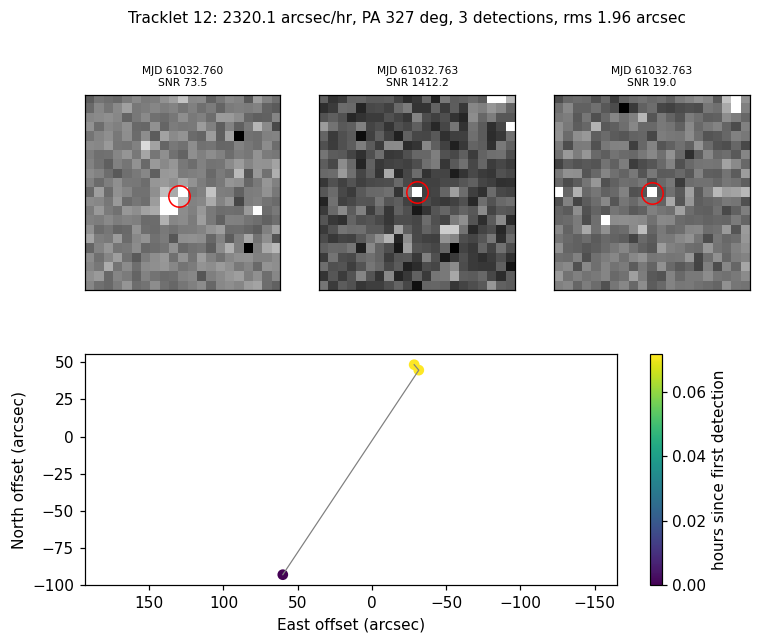 Tracklet 12: 2320.1 arcsec/hr, PA 327 deg, 3 detections, rms 1.96 arcsec
MJD 61032.760
SNR 73.5
MJD 61032.763
SNR 1412.2
MJD 61032.763
SNR 19.0
50
25
0
−25
−50
−75
−100
North offset (arcsec)
150
100
50
0
−50
−100
−150
East offset (arcsec)
0.06
0.04
0.02
0.00
hours since first detection